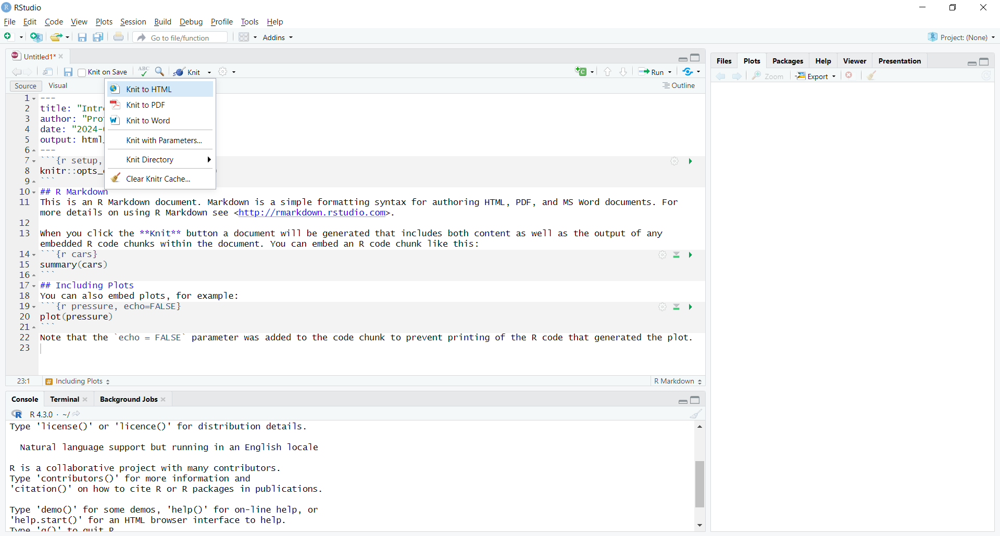 RStudio
File Edit Code View Plots Session Build Debug Profile Tools Help
Go to file/function Addins Project: (None)
Untitled1*
Knit on Save ABC Knit Run
Source Visual Outline
Knit to HTML
Knit to PDF
Knit to Word
Knit with Parameters...
Knit Directory
Clear Knitr Cache...
1 ---
2 title: "Intr
3 author: "Pro
4 date: "2024-
5 output: html_
6 ---
7 ```{r setup,
8 knitr::opts_
9 ```
10 ## R Markdown
11 This is an R Markdown document. Markdown is a simple formatting syntax for authoring HTML, PDF, and MS Word documents. For
more details on using R Markdown see <http://rmarkdown.rstudio.com>.
12
13 When you click the **Knit** button a document will be generated that includes both content as well as the output of any
embedded R code chunks within the document. You can embed an R code chunk like this:
14 ```{r cars}
15 summary(cars)
16 ```
17 ## Including Plots
18 You can also embed plots, for example:
19 ```{r pressure, echo=FALSE}
20 plot(pressure)
21 ```
22 Note that the `echo = FALSE` parameter was added to the code chunk to prevent printing of the R code that generated the plot.
23
23:1 # Including Plots R Markdown
Console Terminal Background Jobs
R 4.3.0 · ~/
Type 'license()' or 'licence()' for distribution details.
Natural language support but running in an English locale
R is a collaborative project with many contributors.
Type 'contributors()' for more information and
'citation()' on how to cite R or R packages in publications.
Type 'demo()' for some demos, 'help()' for on-line help, or
'help.start()' for an HTML browser interface to help.
Type 'q()' to quit R
Files Plots Packages Help Viewer Presentation
Zoom Export